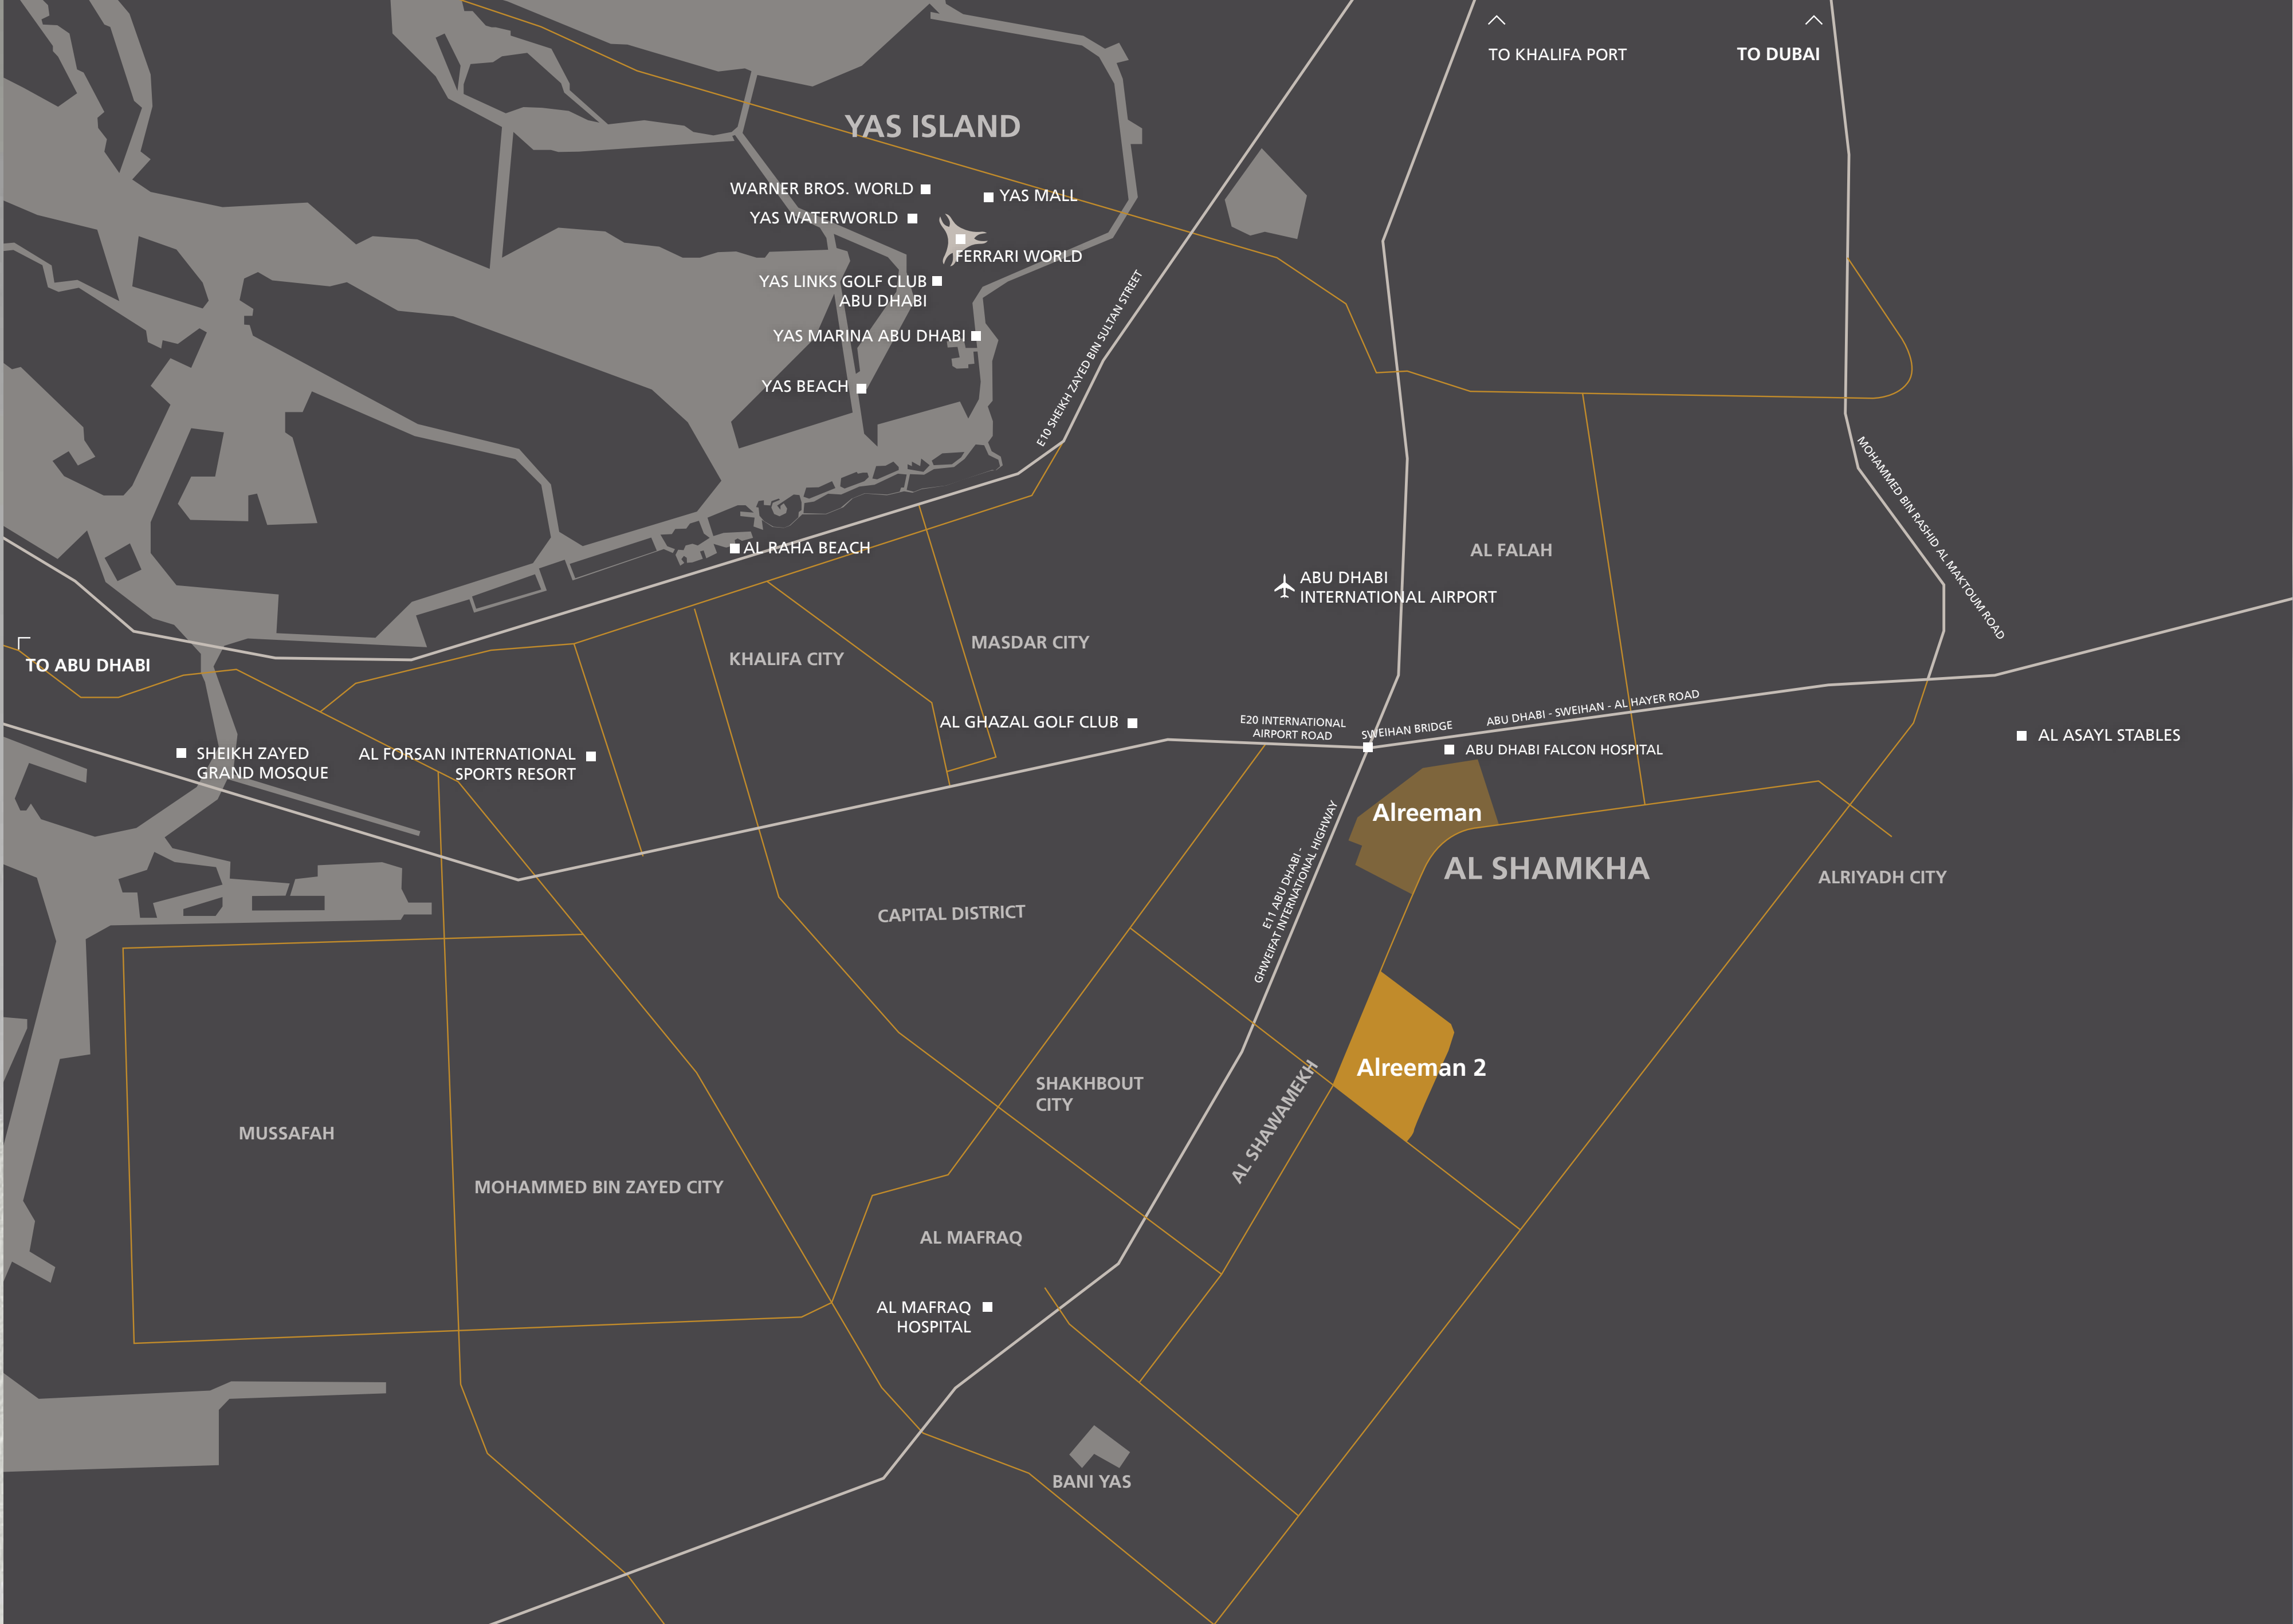 TO KHALIFA PORT
TO DUBAI
YAS ISLAND
WARNER BROS. WORLD
YAS MALL
YAS WATERWORLD
FERRARI WORLD
YAS LINKS GOLF CLUB
ABU DHABI
YAS MARINA ABU DHABI
YAS BEACH
E10 SHEIKH ZAYED BIN SULTAN STREET
MOHAMMED BIN RASHID AL MAKTOUM ROAD
AL RAHA BEACH
AL FALAH
ABU DHABI
INTERNATIONAL AIRPORT
TO ABU DHABI
KHALIFA CITY
MASDAR CITY
AL GHAZAL GOLF CLUB
E20 INTERNATIONAL
AIRPORT ROAD
SWEIHAN BRIDGE
ABU DHABI - SWEIHAN - AL HAYER ROAD
ABU DHABI FALCON HOSPITAL
AL ASAYL STABLES
SHEIKH ZAYED
GRAND MOSQUE
AL FORSAN INTERNATIONAL
SPORTS RESORT
Alreeman
AL SHAMKHA
ALRIYADH CITY
E11 ABU DHABI -
GHWEIFAT INTERNATIONAL HIGHWAY
CAPITAL DISTRICT
Alreeman 2
SHAKHBOUT
CITY
AL SHAWAMEKH
MUSSAFAH
MOHAMMED BIN ZAYED CITY
AL MAFRAQ
AL MAFRAQ
HOSPITAL
BANI YAS